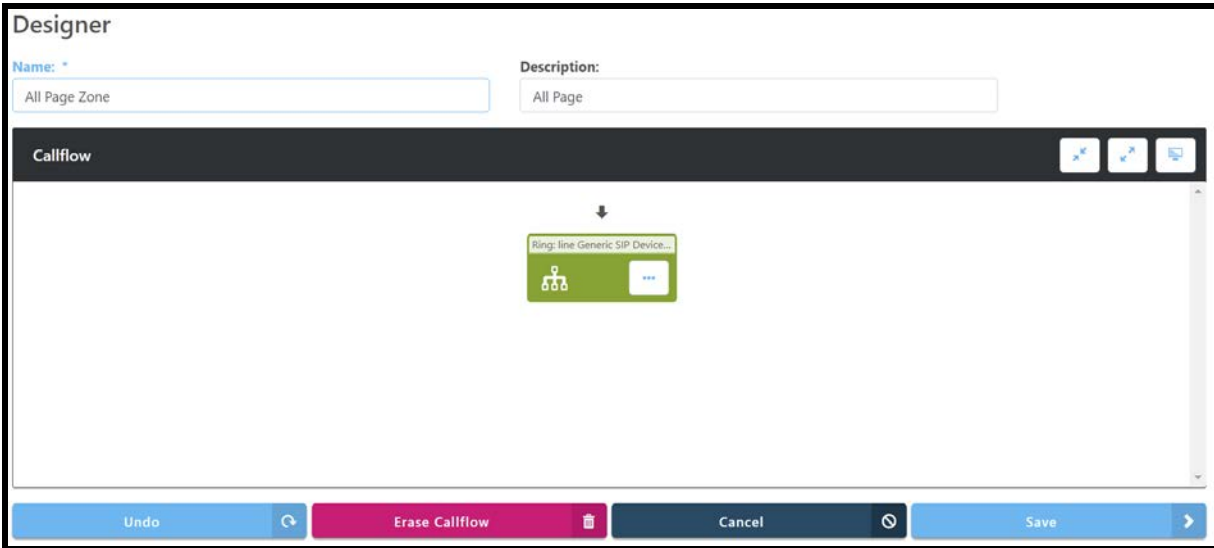 Designer
Name: * Description:
All Page Zone All Page
Callflow
Ring: line Generic SIP Device...
Undo Erase Callflow Cancel Save